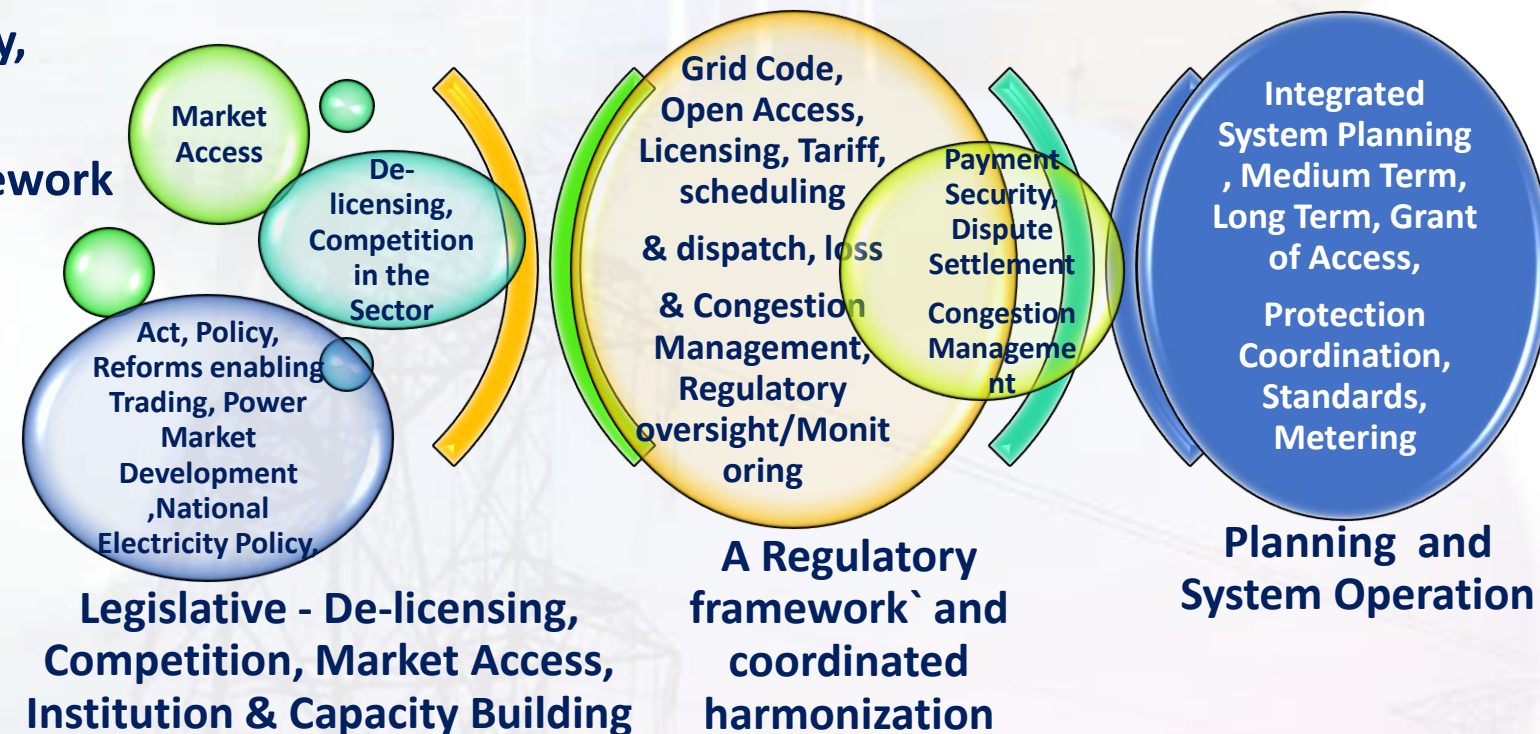 y,
ework
Market
Access
De-
licensing,
Competition
in the
Sector
Act, Policy,
Reforms enabling
Trading, Power
Market
Development
,National
Electricity Policy,
Legislative - De-licensing,
Competition, Market Access,
Institution & Capacity Building
Grid Code,
Open Access,
Licensing, Tariff,
scheduling
& dispatch, loss
& Congestion
Management,
Regulatory
oversight/Monit
oring
Payment
Security,
Dispute
Settlement
Congestion
Manageme
nt
A Regulatory
framework` and
coordinated
harmonization
Integrated
System Planning
, Medium Term,
Long Term, Grant
of Access,
Protection
Coordination,
Standards,
Metering
Planning and
System Operation